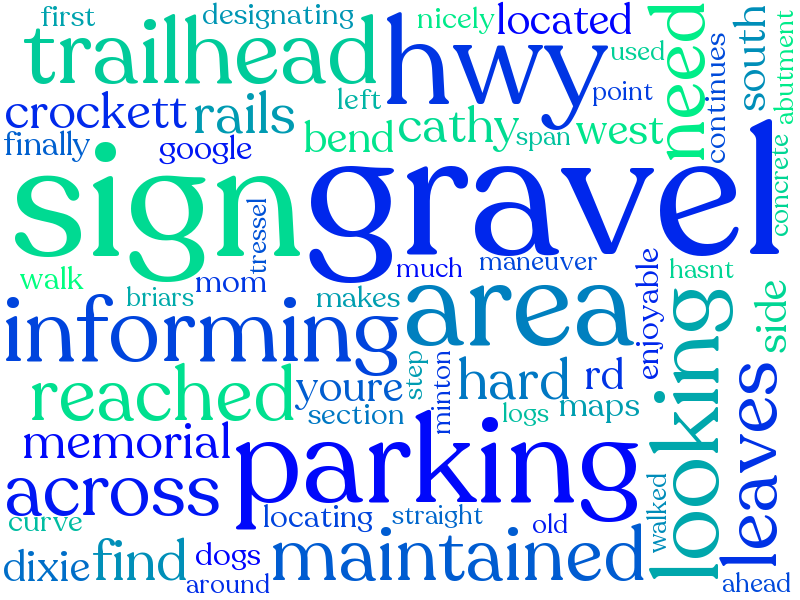 first
designating
nicely
located
need
south
abutment
trailhead
hwy
used
continues
crockett
rails
left
point
finally
google
bend
cathy
span
west
concrete
sign
gravel
tressel
walk
mom
much
maneuver
enjoyable
hasnt
side
briars
makes
informing
area
looking
reached
youre
step
minton
hard
rd
leaves
section
logs
maps
memorial
parking
across
walked
curve
locating
straight
old
dixie
find
dogs
around
maintained
ahead